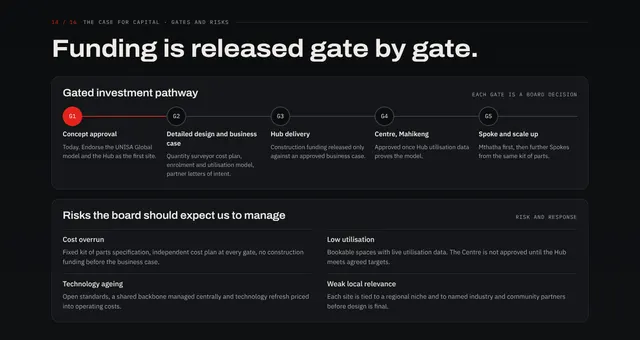 14 / 16 THE CASE FOR CAPITAL · GATES AND RISKS
Funding is released gate by gate.
Gated investment pathway
EACH GATE IS A BOARD DECISION
G1
G2
G3
G4
G5
Concept approval
Today. Endorse the UNISA Global
model and the Hub as the first site.
Detailed design and business
case
Quantity surveyor cost plan,
enrolment and utilisation model,
partner letters of intent.
Hub delivery
Construction funding released only
against an approved business case.
Centre, Mahikeng
Approved once Hub utilisation data
proves the model.
Spoke and scale up
Mthatha first, then further Spokes
from the same kit of parts.
Risks the board should expect us to manage
RISK AND RESPONSE
Cost overrun
Fixed kit of parts specification, independent cost plan at every gate, no construction
funding before the business case.
Low utilisation
Bookable spaces with live utilisation data. The Centre is not approved until the Hub
meets agreed targets.
Technology ageing
Open standards, a shared backbone managed centrally and technology refresh priced
into operating costs.
Weak local relevance
Each site is tied to a regional niche and to named industry and community partners
before design is final.